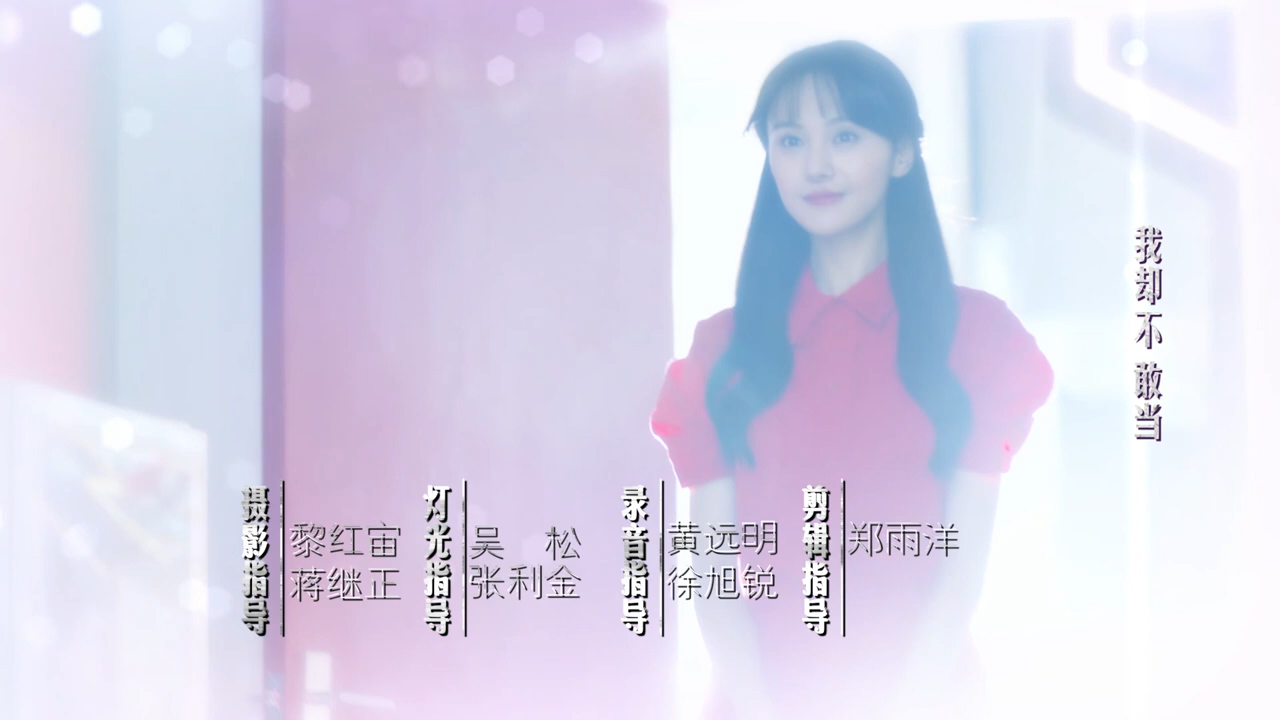 我却不敢当
摄影指导
黎红宙
蒋继正
灯光指导
吴 松
张利金
录音指导
黄远明
徐旭锐
剪辑指导
郑雨洋